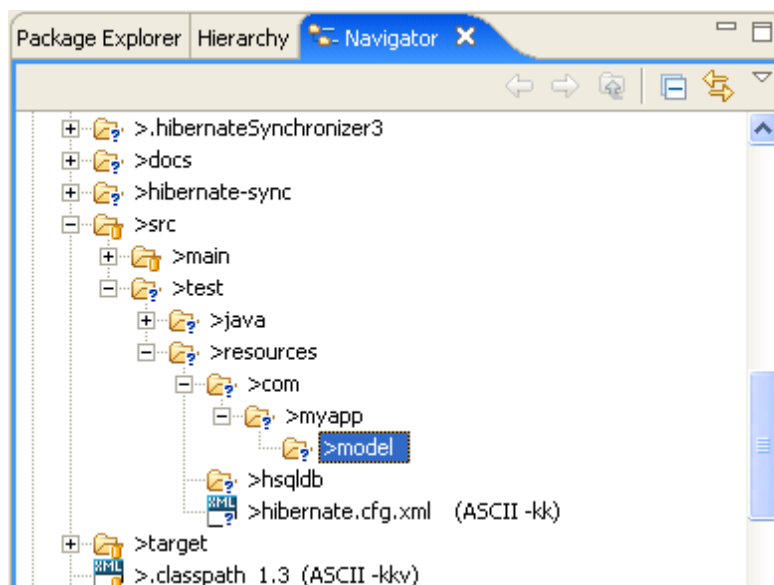 Package Explorer Hierarchy Navigator
>.hibernateSynchronizer3
>docs
>hibernate-sync
>src
>main
>test
>java
>resources
>com
>myapp
>model
>hsqldb
>hibernate.cfg.xml (ASCII -kk)
>target
>.classpath 1.3 (ASCII -kkv)